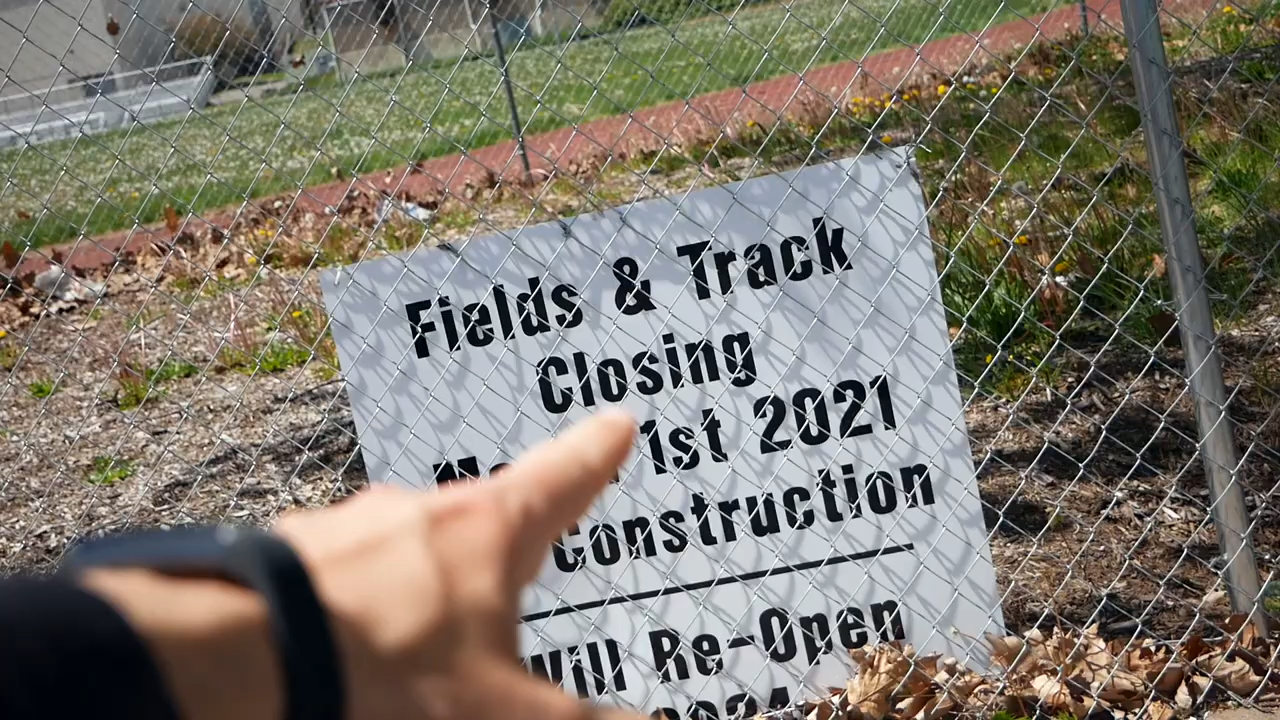 Fields & Track
Closing
1st 2021
Construction
Will Re-Open